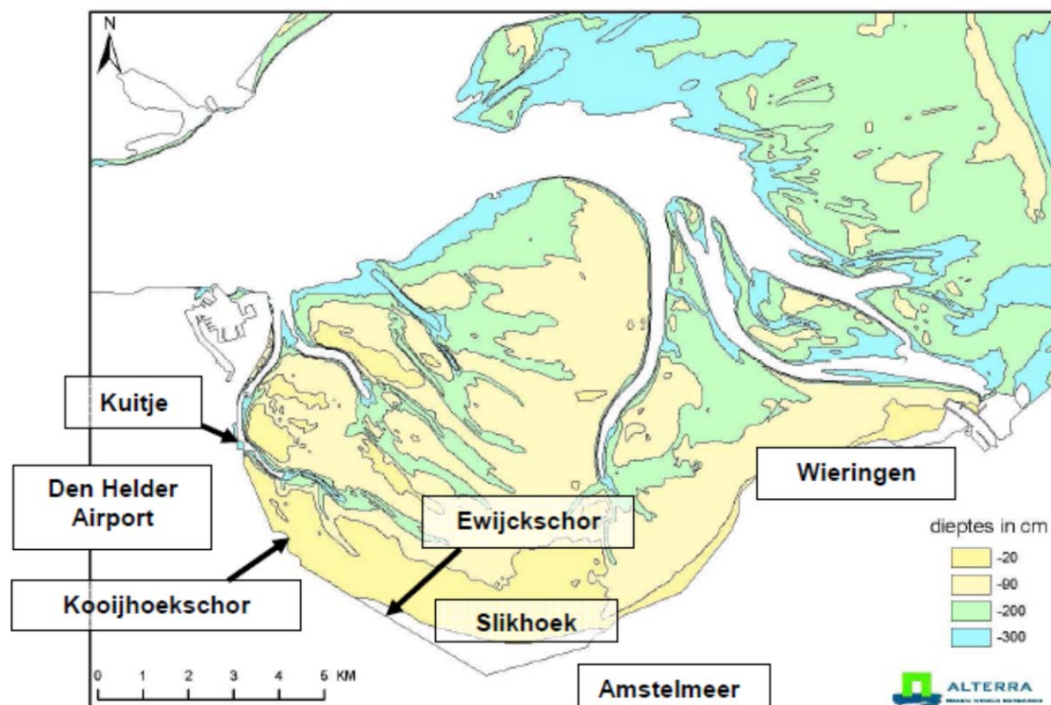 N
Kuitje
Den Helder
Airport
Kooijhoekschor
Ewijckschor
Slikhoek
Wieringen
Amstelmeer
dieptes in cm
-20
-90
-200
-300
0 1 2 3 4 5 KM
ALTERRA